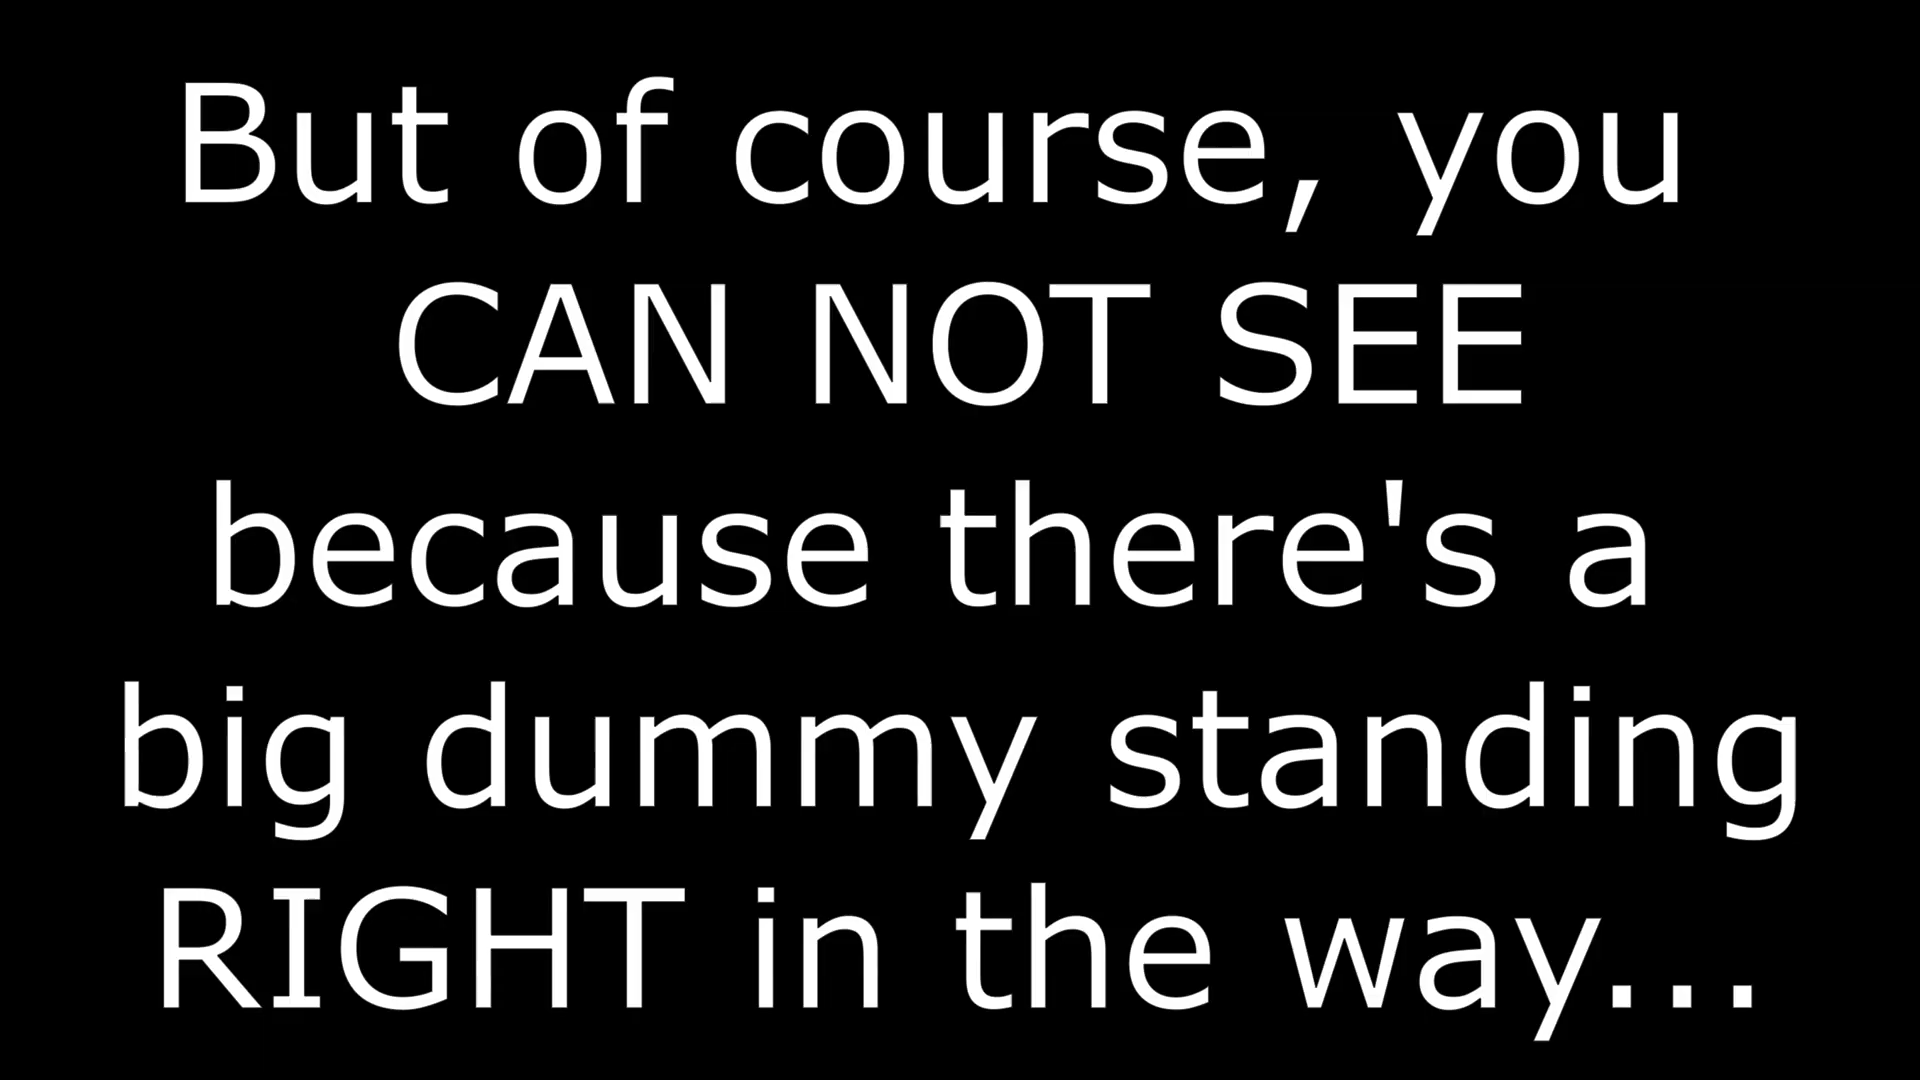 But of course, you
CAN NOT SEE
because there's a
big dummy standing
RIGHT in the way...